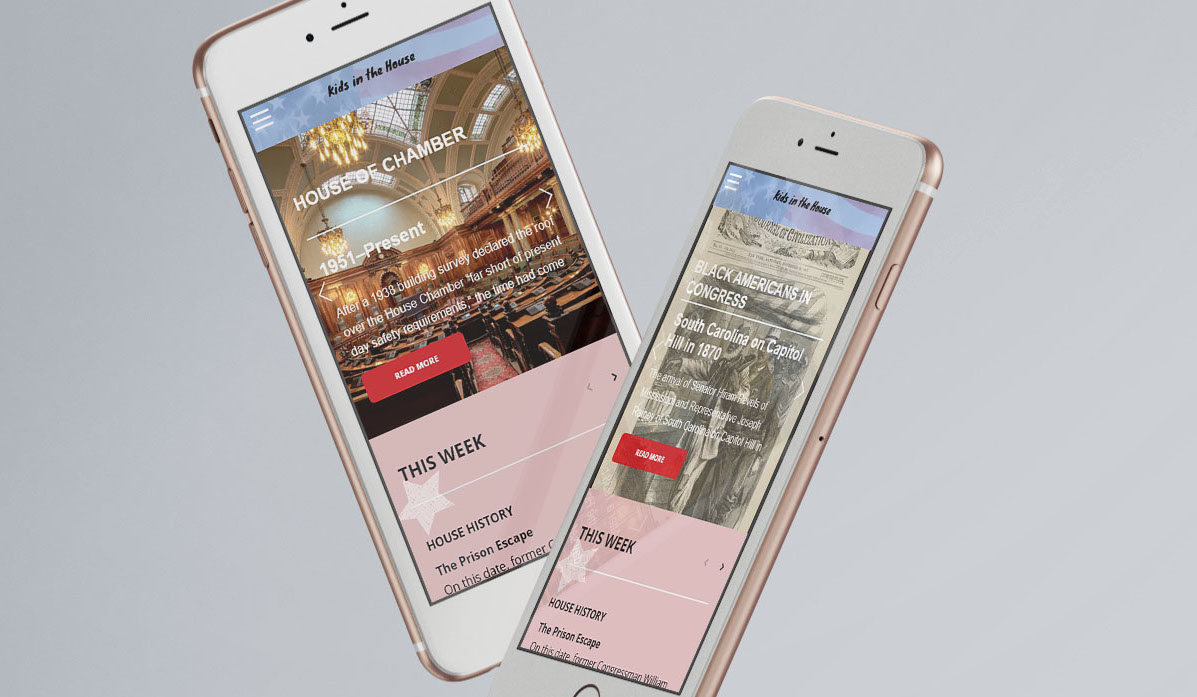 Kids in the House
HOUSE OF CHAMBER
1951–Present
After a 1938 building survey declared the roof
over the House Chamber "far short of present
day safety requirements," the time had come
READ MORE
THIS WEEK
HOUSE HISTORY
The Prison Escape
On this date, former
Kids in the House
BLACK AMERICANS IN
CONGRESS
South Carolina on Capitol
Hill in 1870
The arrival of Senator Hiram Revels of
Mississippi and Representative Joseph
Rainey of South Carolina on Capitol Hill in
READ MORE
THIS WEEK
HOUSE HISTORY
The Prison Escape
On this date, former Congressmen William